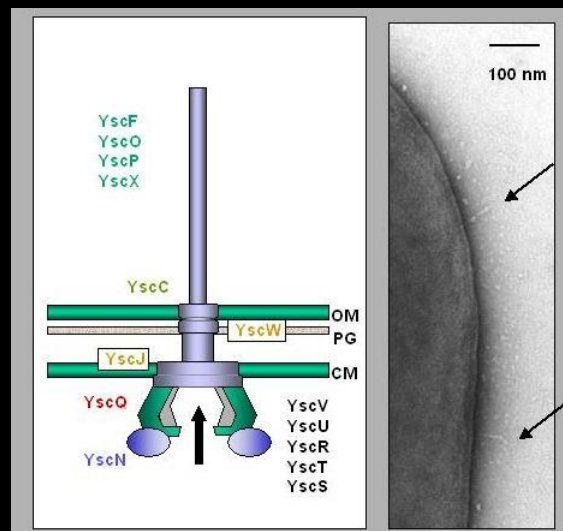 YscF
YscO
YscP
YscX
YscC
OM
YscW
PG
YscJ
CM
YscQ
YscN
YscV
YscU
YscR
YscT
YscS
100 nm